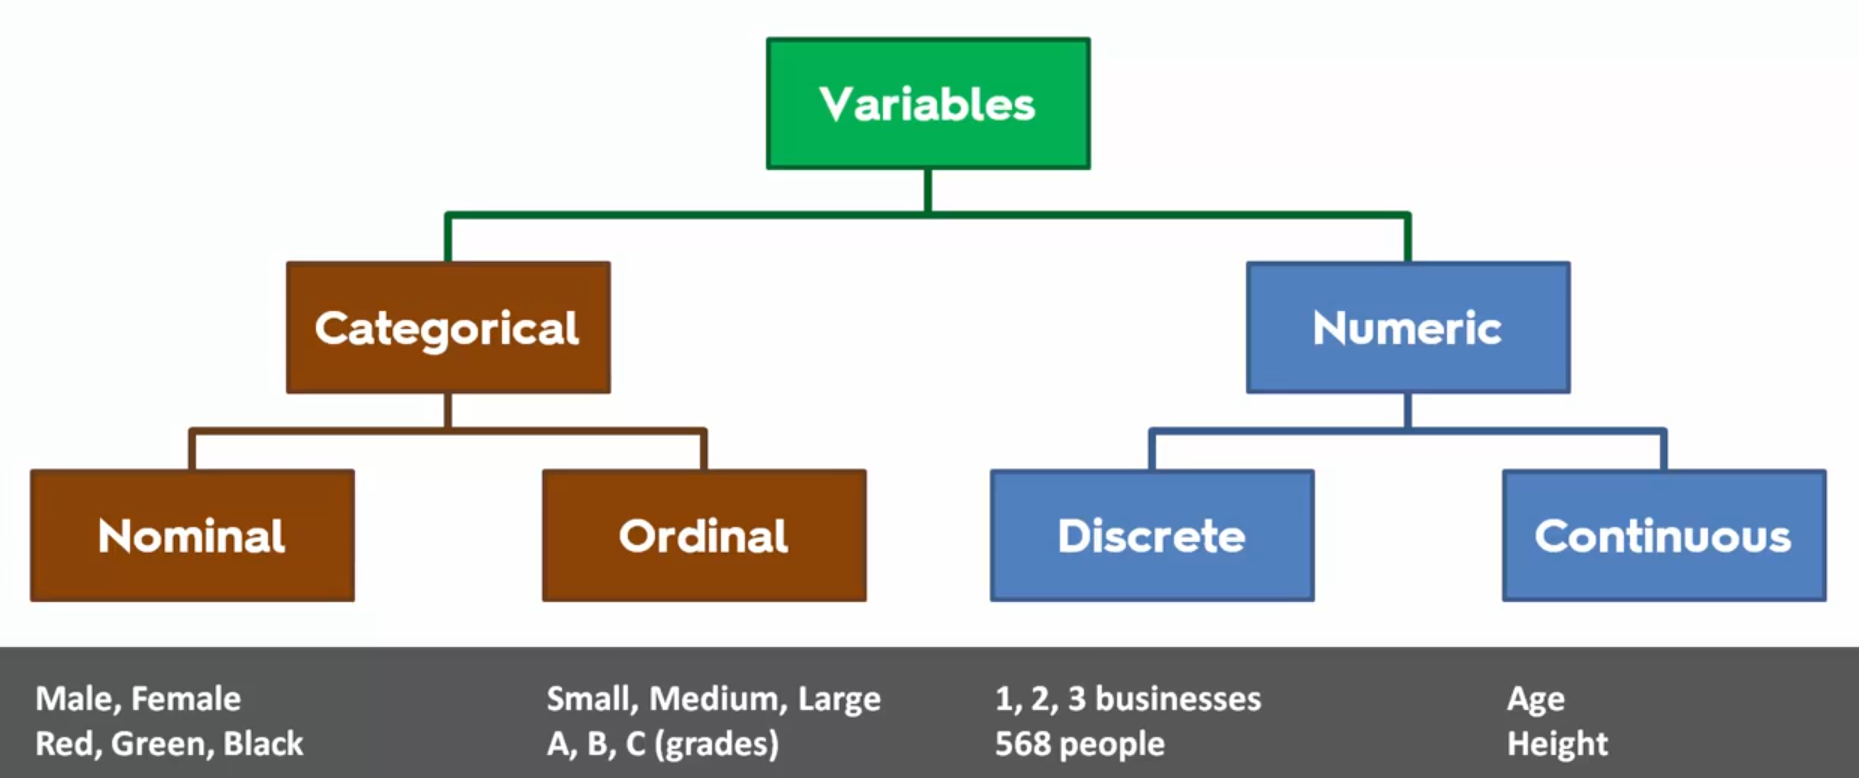 Variables
Categorical
Numeric
Nominal
Ordinal
Discrete
Continuous
Male, Female
Red, Green, Black
Small, Medium, Large
A, B, C (grades)
1, 2, 3 businesses
568 people
Age
Height